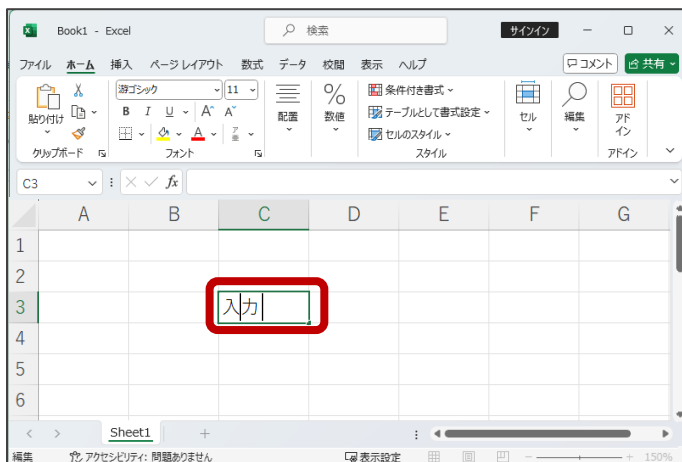 Book1 - Excel
検索
サインイン
ファイル ホーム 挿入 ページ レイアウト 数式 データ 校閲 表示 ヘルプ
コメント 共有
游ゴシック 11
条件付き書式
貼り付け
B I U A A
配置
数値
テーブルとして書式設定
セル
編集
アドイン
A
セルのスタイル
クリップボード
フォント
スタイル
アドイン
C3
fx
A B C D E F G
1
2
3 入力
4
5
6
Sheet1
編集
アクセシビリティ: 問題ありません
表示設定
150%